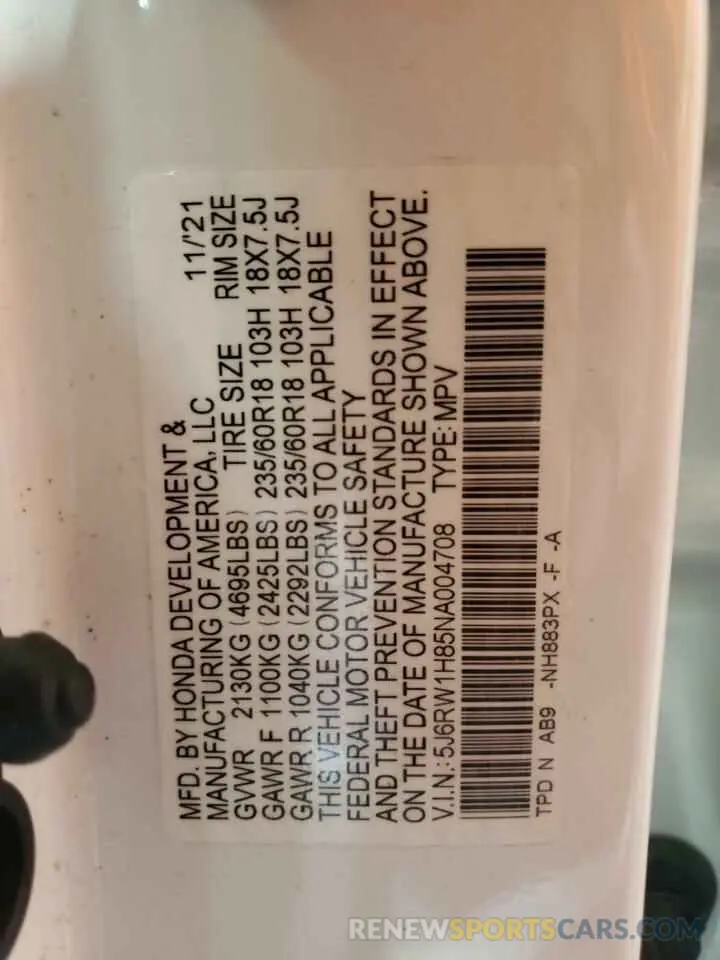 MFD. BY HONDA DEVELOPMENT &
MANUFACTURING OF AMERICA, LLC 11/'21
GVWR 2130KG (4695LBS) TIRE SIZE RIM SIZE
GAWR F 1100KG (2425LBS) 235/60R18 103H 18X7.5J
GAWR R 1040KG (2292LBS) 235/60R18 103H 18X7.5J
THIS VEHICLE CONFORMS TO ALL APPLICABLE
FEDERAL MOTOR VEHICLE SAFETY
AND THEFT PREVENTION STANDARDS IN EFFECT
ON THE DATE OF MANUFACTURE SHOWN ABOVE.
V.I.N.: 5J6RW1H85NA004708 TYPE: MPV
TPD N AB9 -NH883PX -F -A
RENEWSPORTSCARS.COM